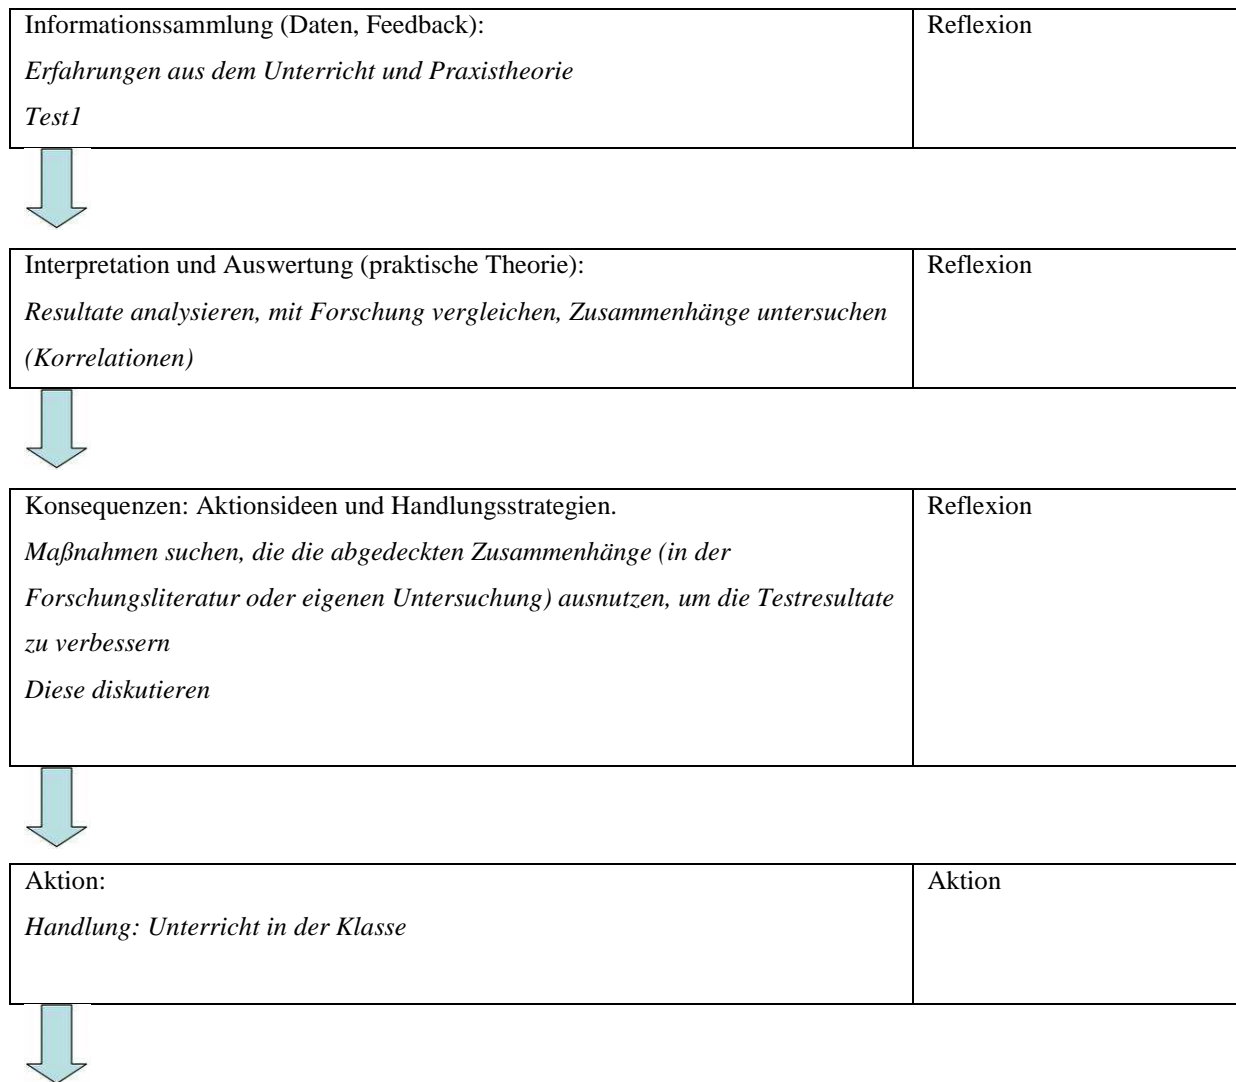 Informationssammlung (Daten, Feedback):
Erfahrungen aus dem Unterricht und Praxistheorie
Test1
Reflexion
Interpretation und Auswertung (praktische Theorie):
Resultate analysieren, mit Forschung vergleichen, Zusammenhänge untersuchen
(Korrelationen)
Reflexion
Konsequenzen: Aktionsideen und Handlungsstrategien.
Maßnahmen suchen, die die abgedeckten Zusammenhänge (in der
Forschungsliteratur oder eigenen Untersuchung) ausnutzen, um die Testresultate
zu verbessern
Diese diskutieren
Reflexion
Aktion:
Handlung: Unterricht in der Klasse
Aktion